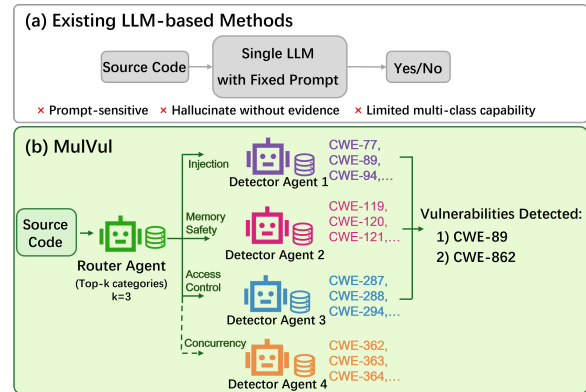 (a) Existing LLM-based Methods
Source Code
Single LLM
with Fixed Prompt
Yes/No
× Prompt-sensitive × Hallucinate without evidence × Limited multi-class capability
(b) MulVul
Source
Code
Router Agent
(Top-k categories)
k=3
Injection
Detector Agent 1
CWE-77,
CWE-89,
CWE-94,...
Memory
Safety
Detector Agent 2
CWE-119,
CWE-120,
CWE-121,...
Access
Control
Detector Agent 3
CWE-287,
CWE-288,
CWE-294,...
Concurrency
Detector Agent 4
CWE-362,
CWE-363,
CWE-364,...
Vulnerabilities Detected:
1) CWE-89
2) CWE-862